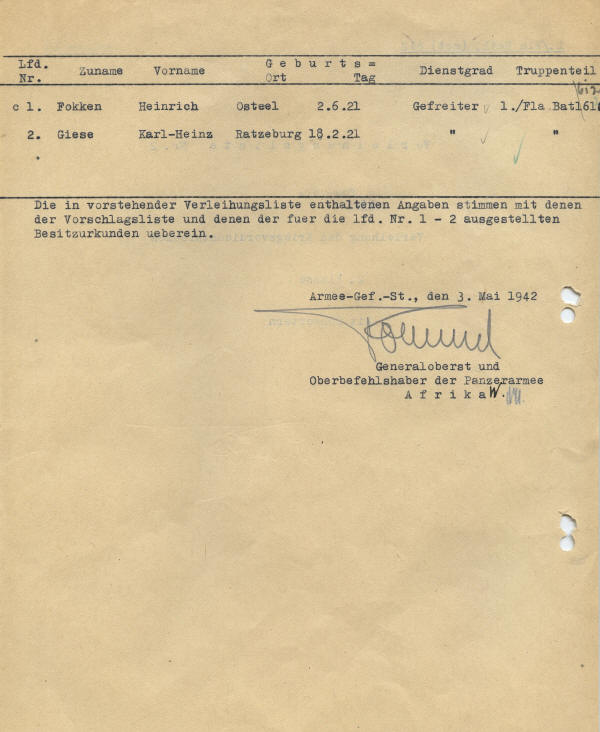 Lfd. Nr. Zuname Vorname Geburts= Ort Tag Dienstgrad Truppenteil
c 1. Fokken Heinrich Osteel 2.6.21 Gefreiter 1./Fla Batl
2. Giese Karl-Heinz Ratzeburg 18.2.21 " "
Die in vorstehender Verleihungsliste enthaltenen Angaben stimmen mit denen
der Vorschlagsliste und denen der fuer die lfd. Nr. 1 - 2 ausgestellten
Besitzurkunden ueberein.
Armee-Gef.-St., den 3. Mai 1942
Rommel
Generaloberst und
Oberbefehlshaber der Panzerarmee
A f r i k a W.